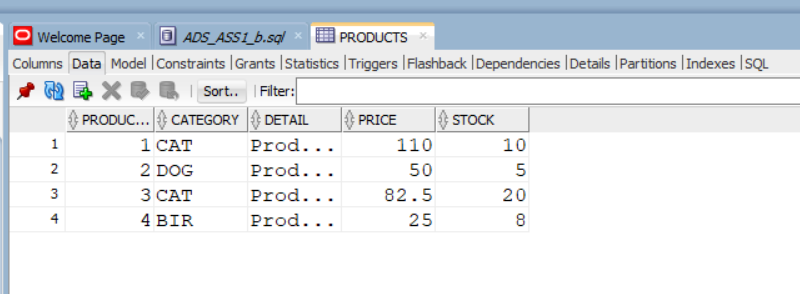 Welcome Page ADS_ASS1_b.sql PRODUCTS
Columns Data Model Constraints Grants Statistics Triggers Flashback Dependencies Details Partitions Indexes SQL
Sort.. Filter:
PRODUC... CATEGORY DETAIL PRICE STOCK
1 1 CAT Prod... 110 10
2 2 DOG Prod... 50 5
3 3 CAT Prod... 82.5 20
4 4 BIR Prod... 25 8